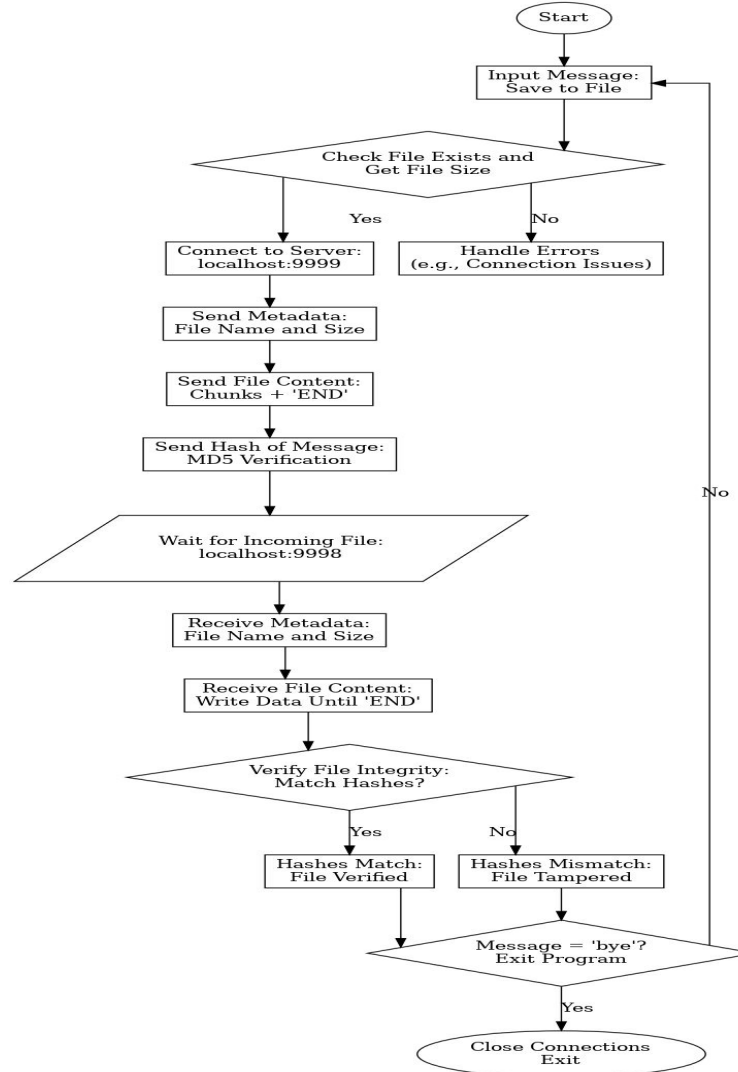 Start
Input Message:
Save to File
Check File Exists and
Get File Size
Yes
No
Connect to Server:
localhost:9999
Handle Errors
(e.g., Connection Issues)
Send Metadata:
File Name and Size
Send File Content:
Chunks + 'END'
Send Hash of Message:
MD5 Verification
No
Wait for Incoming File:
localhost:9998
Receive Metadata:
File Name and Size
Receive File Content:
Write Data Until 'END'
Verify File Integrity:
Match Hashes?
Yes
No
Hashes Match:
File Verified
Hashes Mismatch:
File Tampered
Message = 'bye'?
Exit Program
Yes
Close Connections
Exit